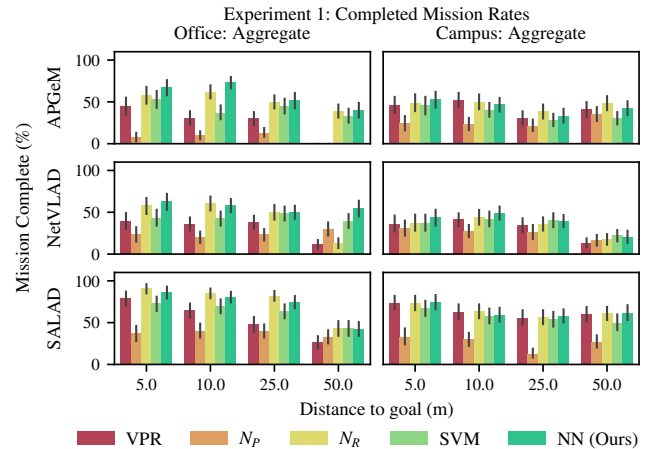 Experiment 1: Completed Mission Rates
Office: Aggregate
Campus: Aggregate
Mission Complete (%)
APGeM
100
50
0
NetVLAD
100
50
0
SALAD
100
50
0
5.0 10.0 25.0 50.0
5.0 10.0 25.0 50.0
Distance to goal (m)
VPR N_P N_R SVM NN (Ours)